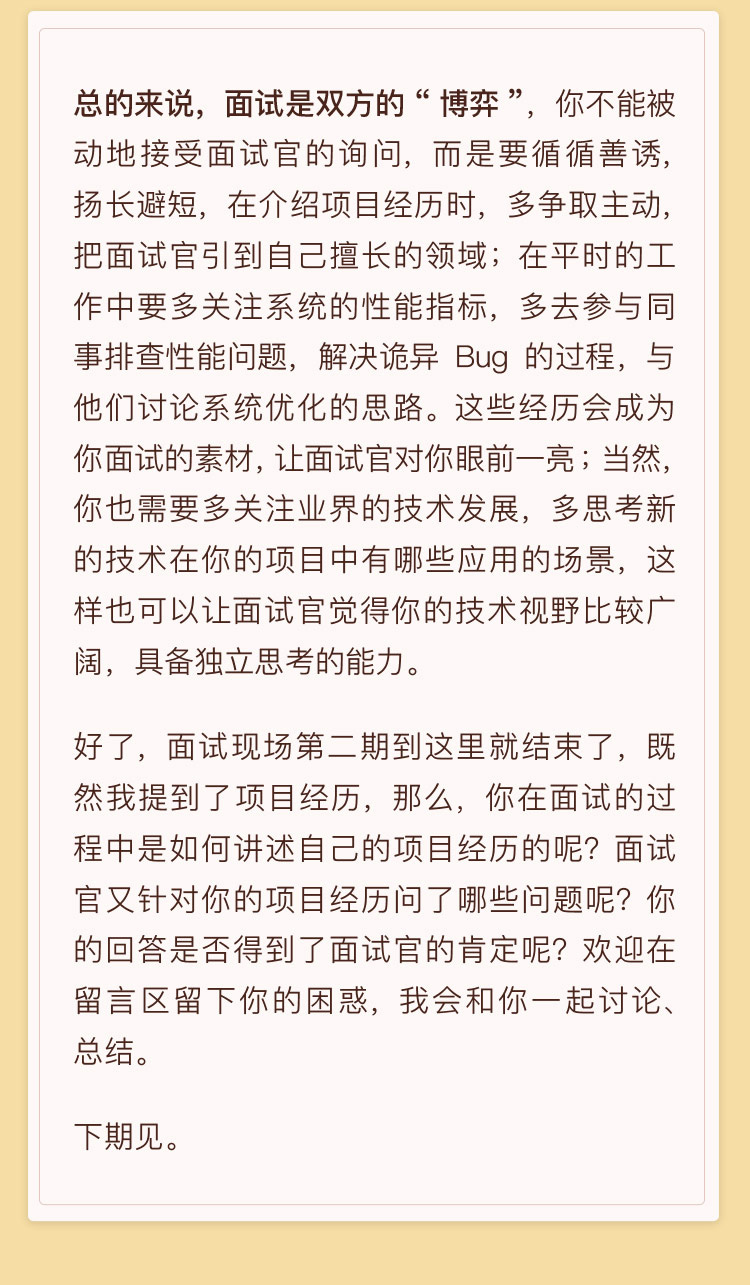 总的来说，面试是双方的“博弈”，你不能被
动地接受面试官的询问，而是要循循善诱，
扬长避短，在介绍项目经历时，多争取主动，
把面试官引到自己擅长的领域；在平时的工
作中要多关注系统的性能指标，多去参与同
事排查性能问题，解决诡异 Bug 的过程，与
他们讨论系统优化的思路。这些经历会成为
你面试的素材，让面试官对你眼前一亮；当然，
你也需要多关注业界的技术发展，多思考新
的技术在你的项目中有哪些应用的场景，这
样也可以让面试官觉得你的技术视野比较广
阔，具备独立思考的能力。
好了，面试现场第二期到这里就结束了，既
然我提到了项目经历，那么，你在面试的过
程中是如何讲述自己的项目经历的呢？面试
官又针对你的项目经历问了哪些问题呢？你
的回答是否得到了面试官的肯定呢？欢迎在
留言区留下你的困惑，我会和你一起讨论、
总结。
下期见。